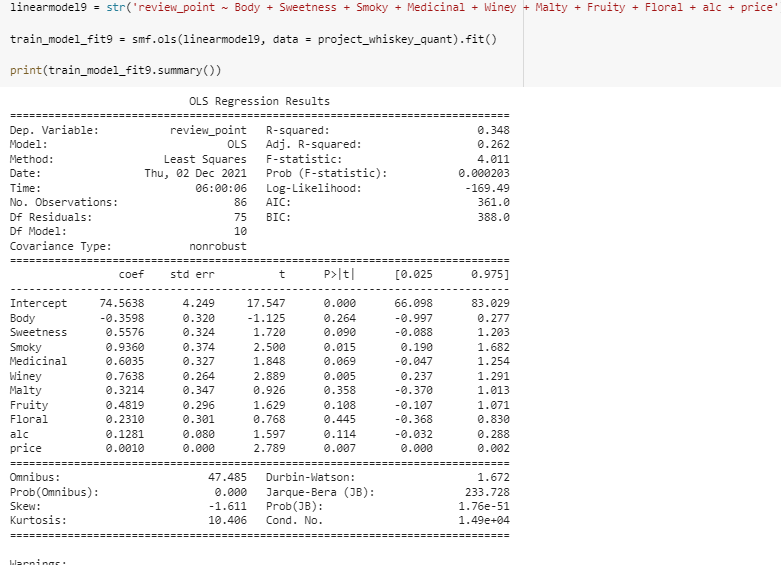 linearmodel9 = str('review_point ~ Body + Sweetness + Smoky + Medicinal + Winey + Malty + Fruity + Floral + alc + price'
train_model_fit9 = smf.ols(linearmodel9, data = project_whiskey_quant).fit()
print(train_model_fit9.summary())
OLS Regression Results
==============================================================================
Dep. Variable: review_point R-squared: 0.348
Model: OLS Adj. R-squared: 0.262
Method: Least Squares F-statistic: 4.011
Date: Thu, 02 Dec 2021 Prob (F-statistic): 0.000203
Time: 06:00:06 Log-Likelihood: -169.49
No. Observations: 86 AIC: 361.0
Df Residuals: 75 BIC: 388.0
Df Model: 10
Covariance Type: nonrobust
==============================================================================
coef std err t P>|t| [0.025 0.975]
------------------------------------------------------------------------------
Intercept 74.5638 4.249 17.547 0.000 66.098 83.029
Body -0.3598 0.320 -1.125 0.264 -0.997 0.277
Sweetness 0.5576 0.324 1.720 0.090 -0.088 1.203
Smoky 0.9360 0.374 2.500 0.015 0.190 1.682
Medicinal 0.6035 0.327 1.848 0.069 -0.047 1.254
Winey 0.7638 0.264 2.889 0.005 0.237 1.291
Malty 0.3214 0.347 0.926 0.358 -0.370 1.013
Fruity 0.4819 0.296 1.629 0.108 -0.107 1.071
Floral 0.2310 0.301 0.768 0.445 -0.368 0.830
alc 0.1281 0.080 1.597 0.114 -0.032 0.288
price 0.0010 0.000 2.789 0.007 0.000 0.002
==============================================================================
Omnibus: 47.485 Durbin-Watson: 1.672
Prob(Omnibus): 0.000 Jarque-Bera (JB): 233.728
Skew: -1.611 Prob(JB): 1.76e-51
Kurtosis: 10.406 Cond. No. 1.49e+04
==============================================================================
Warnings: